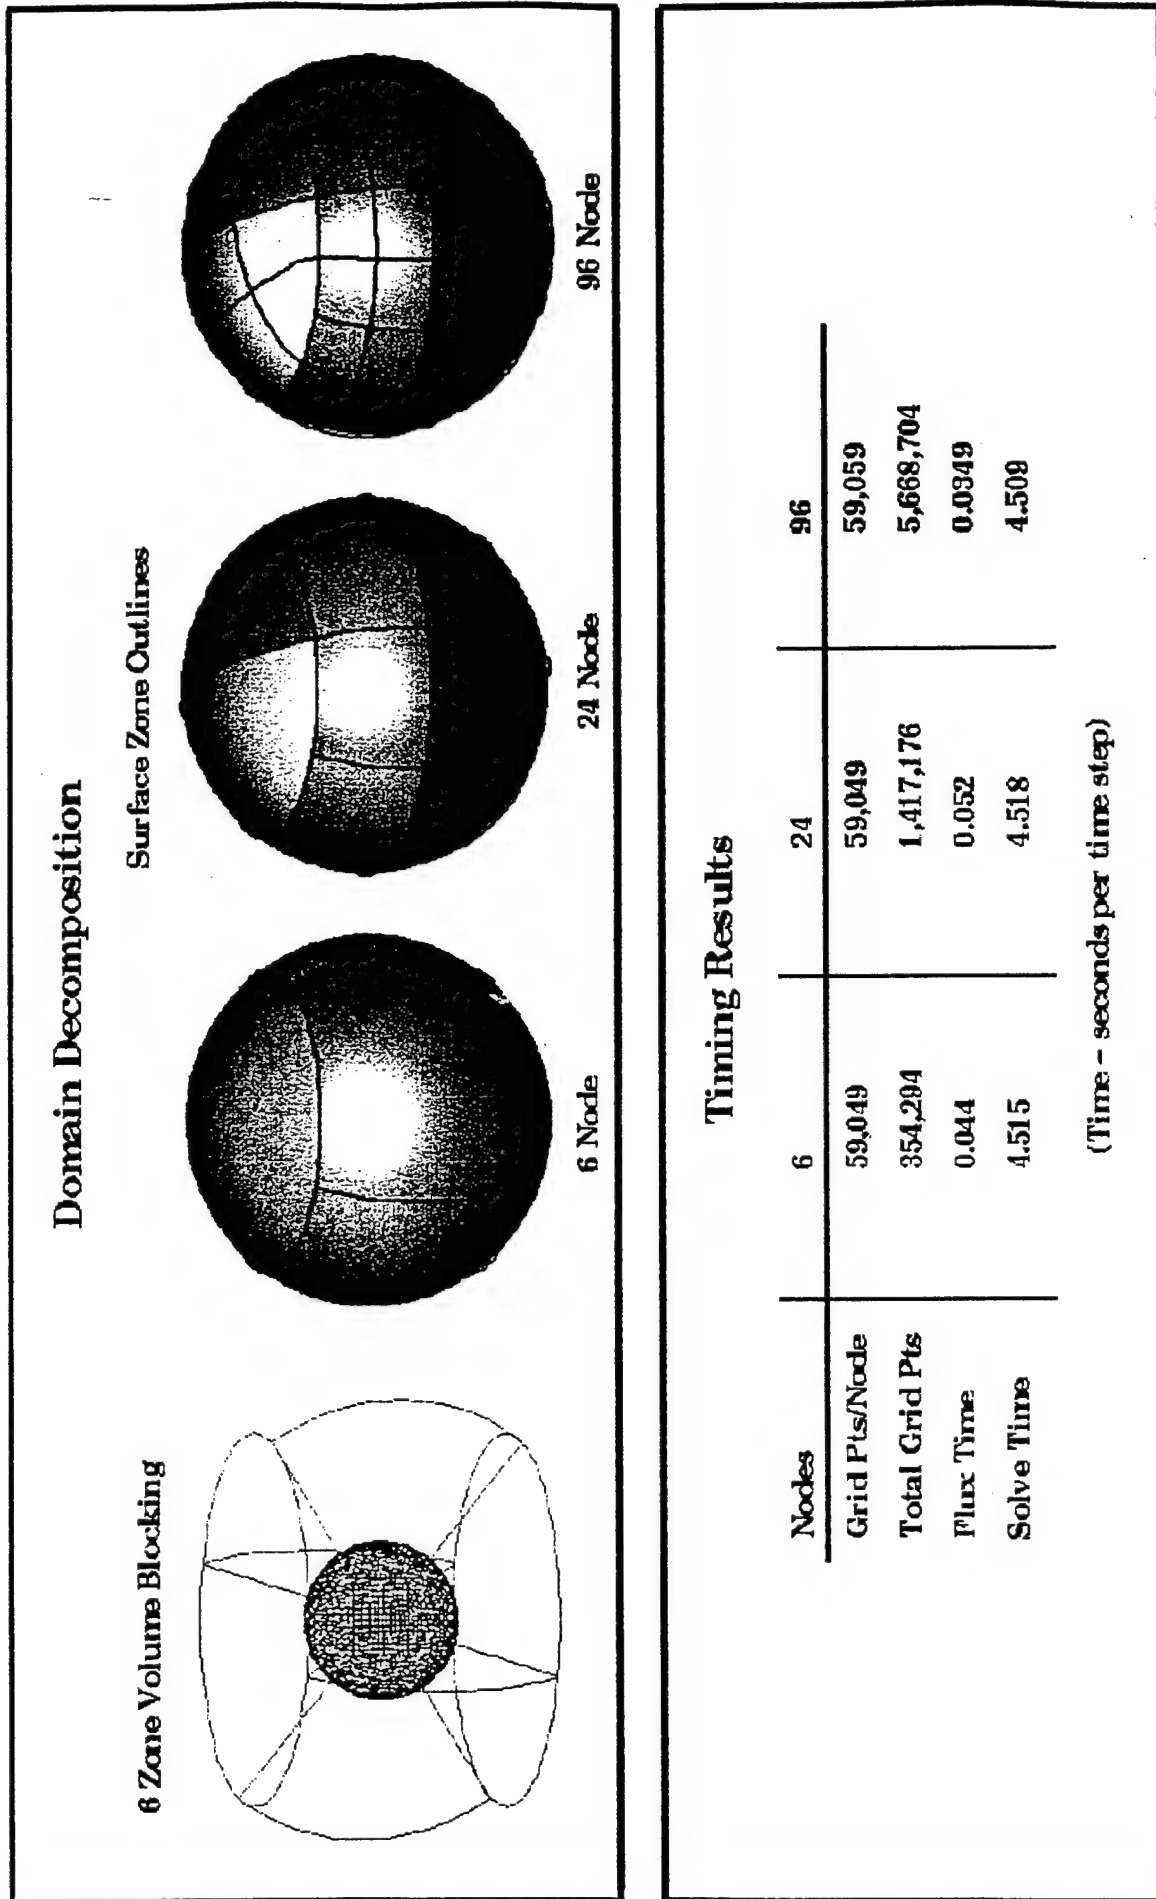 Domain Decomposition
6 Zone Volume Blocking
Surface Zone Outlines
6 Node
24 Node
96 Node
Timing Results
Nodes 6 24 96
Grid Pts/Node 59,049 59,049 59,059
Total Grid Pts 354,294 1,417,176 5,668,704
Flux Time 0.044 0.052 0.0349
Solve Time 4.515 4.518 4.509
(Time - seconds per time step)